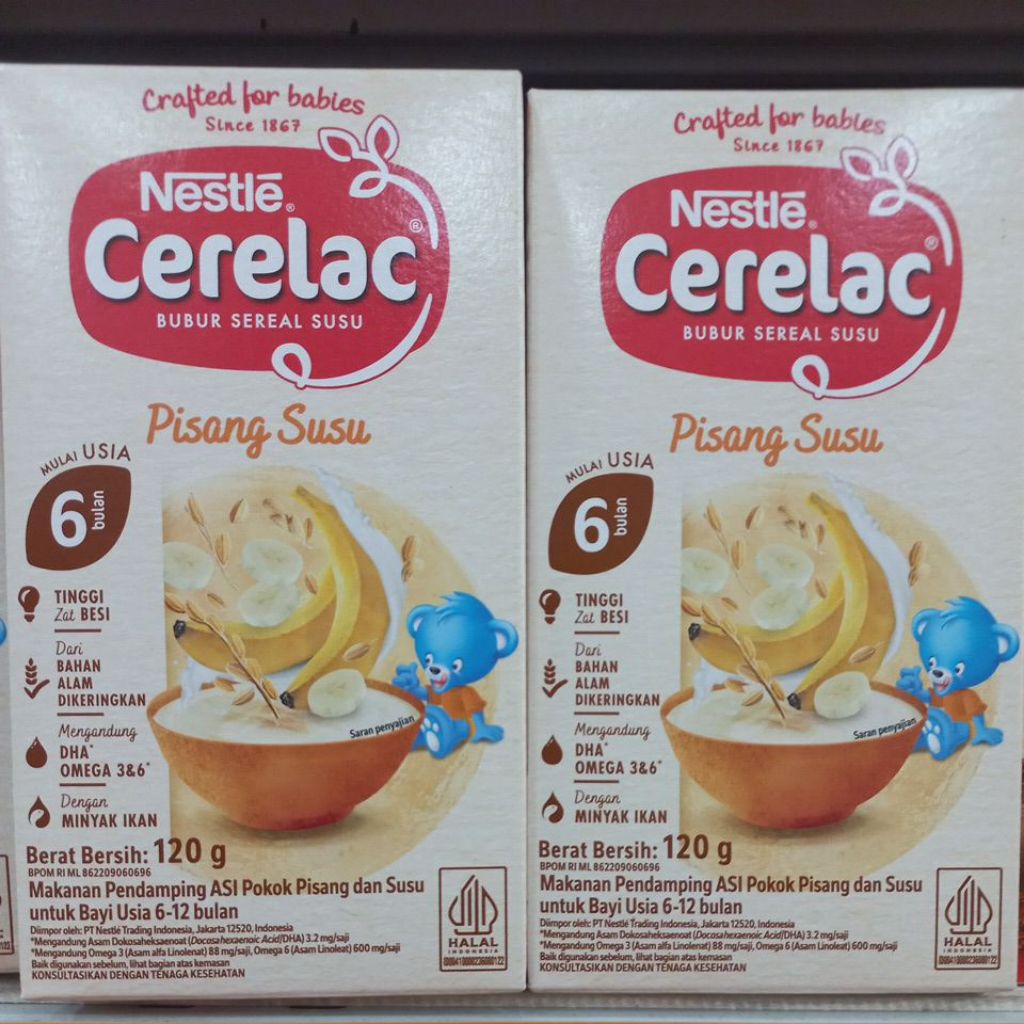 Crafted for babies
Since 1867
Nestlé®
Cerelac®
BUBUR SEREAL SUSU
Pisang Susu
MULAI USIA
6 bulan
TINGGI
Zat BESI
Dari
BAHAN
ALAM
DIKERINGKAN
Mengandung
DHA*
OMEGA 3&6*
Dengan
MINYAK IKAN
Saran penyajian
Berat Bersih: 120 g
BPOM RI ML 862209060696
Makanan Pendamping ASI Pokok Pisang dan Susu
untuk Bayi Usia 6-12 bulan
Diimpor oleh: PT Nestlé Trading Indonesia, Jakarta 12520, Indonesia
*Mengandung Asam Dokosaheksaenoat (Docosahexaenoic Acid/DHA) 3.2 mg/saji
*Mengandung Omega 3 (Asam alfa Linolenat) 88 mg/saji, Omega 6 (Asam Linoleat) 600 mg/saji
Baik digunakan sebelum, lihat bagian atas kemasan
KONSULTASIKAN DENGAN TENAGA KESEHATAN
HALAL
INDONESIA
Crafted for babies
Since 1867
Nestlé®
Cerelac®
BUBUR SEREAL SUSU
Pisang Susu
MULAI USIA
6 bulan
TINGGI
Zat BESI
Dari
BAHAN
ALAM
DIKERINGKAN
Mengandung
DHA*
OMEGA 3&6*
Dengan
MINYAK IKAN
Saran penyajian
Berat Bersih: 120 g
BPOM RI ML 862209060696
Makanan Pendamping ASI Pokok Pisang dan Susu
untuk Bayi Usia 6-12 bulan
Diimpor oleh: PT Nestlé Trading Indonesia, Jakarta 12520, Indonesia
*Mengandung Asam Dokosaheksaenoat (Docosahexaenoic Acid/DHA) 3.2 mg/saji
*Mengandung Omega 3 (Asam alfa Linolenat) 88 mg/saji, Omega 6 (Asam Linoleat) 600 mg/saji
Baik digunakan sebelum, lihat bagian atas kemasan
KONSULTASIKAN DENGAN TENAGA KESEHATAN
HALAL
INDONESIA